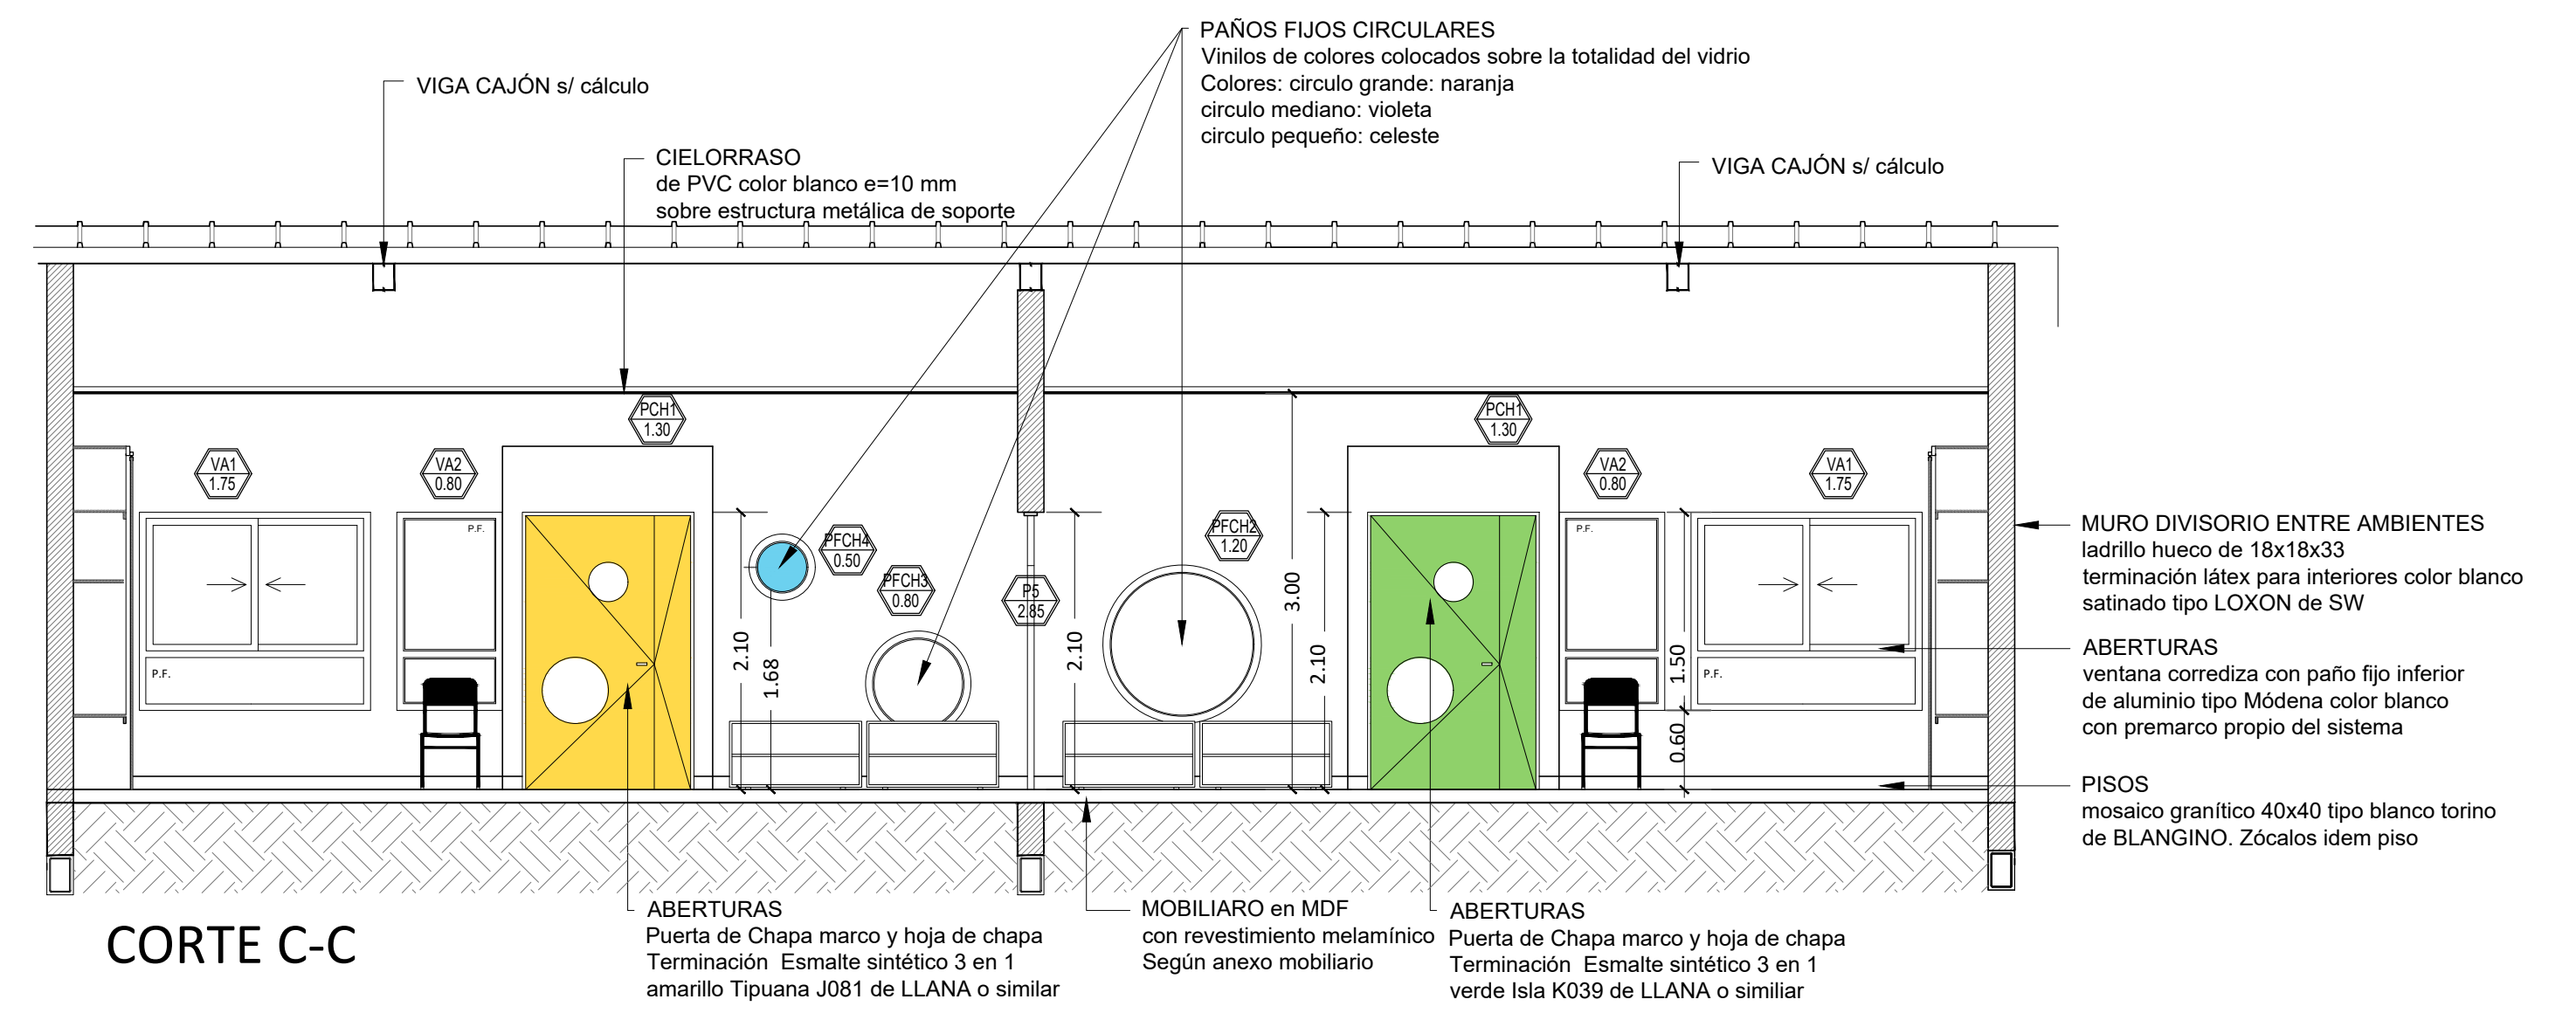 PAÑOS FIJOS CIRCULARES
Vinilos de colores colocados sobre la totalidad del vidrio
Colores: circulo grande: naranja
circulo mediano: violeta
circulo pequeño: celeste
VIGA CAJÓN s/ cálculo
CIELORRASO
de PVC color blanco e=10 mm
sobre estructura metálica de soporte
VIGA CAJÓN s/ cálculo
PCH1
1.30
PCH1
1.30
VA1
1.75
VA2
0.80
VA2
0.80
VA1
1.75
P.F.
P.F.
PFCH4
0.50
PFCH3
0.80
P5
2.85
PFCH2
1.20
3.00
2.10
1.68
2.10
2.10
1.50
0.60
P.F.
P.F.
MURO DIVISORIO ENTRE AMBIENTES
ladrillo hueco de 18x18x33
terminación látex para interiores color blanco
satinado tipo LOXON de SW
ABERTURAS
ventana corrediza con paño fijo inferior
de aluminio tipo Módena color blanco
con premarco propio del sistema
PISOS
mosaico granítico 40x40 tipo blanco torino
de BLANGINO. Zócalos idem piso
CORTE C-C
ABERTURAS
Puerta de Chapa marco y hoja de chapa
Terminación Esmalte sintético 3 en 1
amarillo Tipuana J081 de LLANA o similar
MOBILIARO en MDF
con revestimiento melamínico
Según anexo mobiliario
ABERTURAS
Puerta de Chapa marco y hoja de chapa
Terminación Esmalte sintético 3 en 1
verde Isla K039 de LLANA o similiar